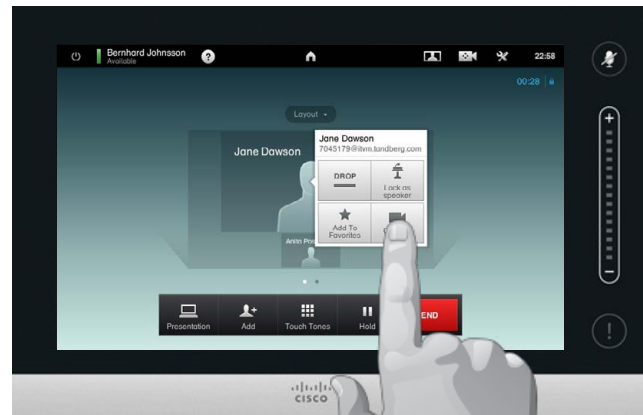 Bernhard Johnsson
Available
?
22:58
00:28
Layout
Jane Dawson
Jane Dawson
7045179@itvm.tandberg.com
DROP
Lock as
speaker
Add To
Favorites
Anita
Presentation
Add
Touch Tones
Hold
END
+
-
!
CISCO